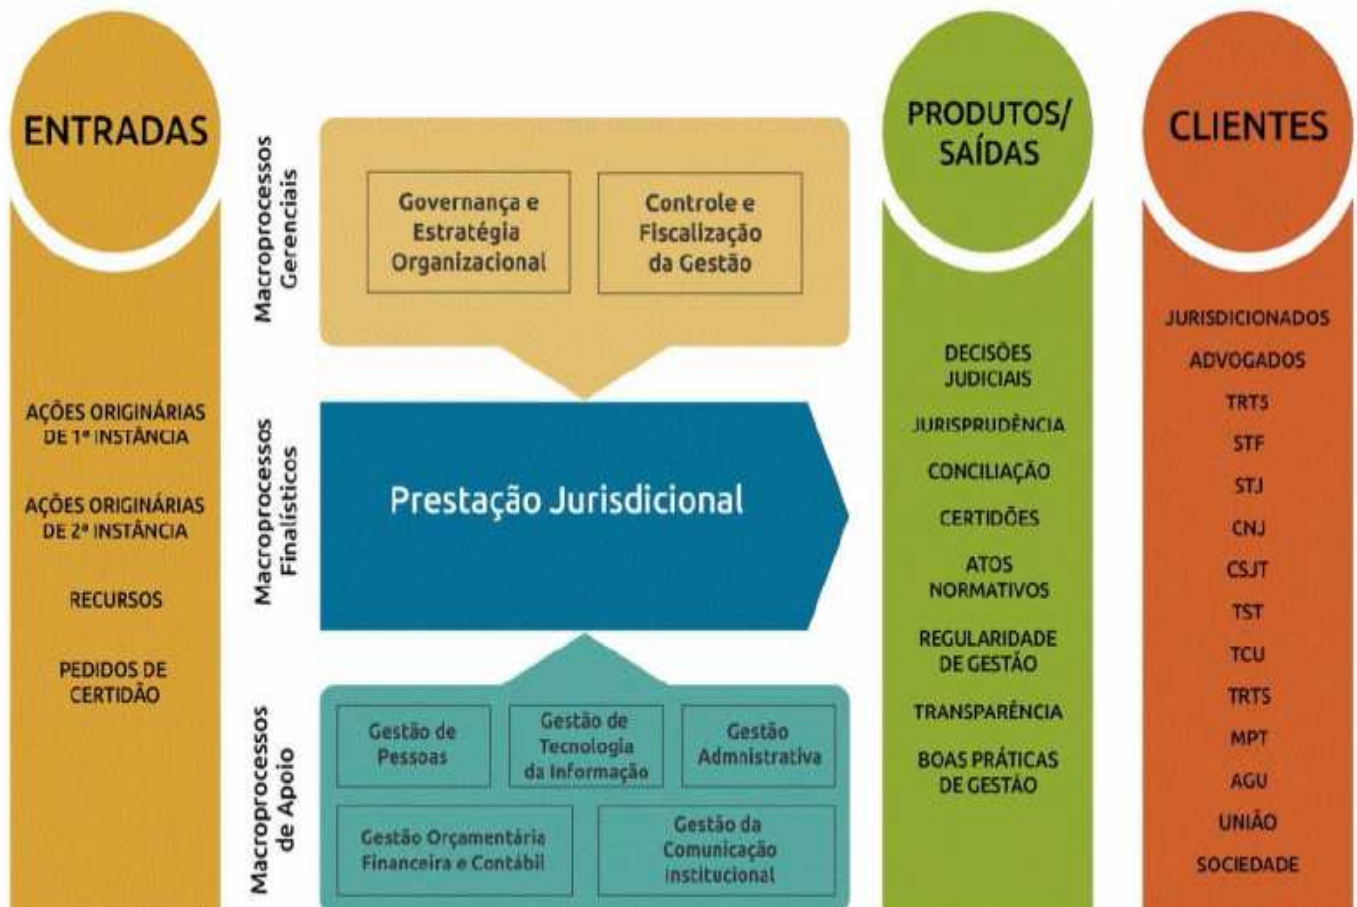 ENTRADAS
AÇÕES ORIGINÁRIAS
DE 1ª INSTÂNCIA
AÇÕES ORIGINÁRIAS
DE 2ª INSTÂNCIA
RECURSOS
PEDIDOS DE
CERTIDÃO
Macroprocessos
Gerenciais
Governança e
Estratégia
Organizacional
Controle e
Fiscalização
da Gestão
Macroprocessos
Finalísticos
Prestação Jurisdicional
Macroprocessos
de Apoio
Gestão de
Pessoas
Gestão de
Tecnologia
da Informação
Gestão
Admnistrativa
Gestão Orçamentária
Financeira e Contábil
Gestão da
Comunicação
Institucional
PRODUTOS/
SAÍDAS
DECISÕES
JUDICIAIS
JURISPRUDÊNCIA
CONCILIAÇÃO
CERTIDÕES
ATOS
NORMATIVOS
REGULARIDADE
DE GESTÃO
TRANSPARÊNCIA
BOAS PRÁTICAS
DE GESTÃO
CLIENTES
JURISDICIONADOS
ADVOGADOS
TRTS
STF
STJ
CNJ
CSJT
TST
TCU
TRTS
MPT
AGU
UNIÃO
SOCIEDADE